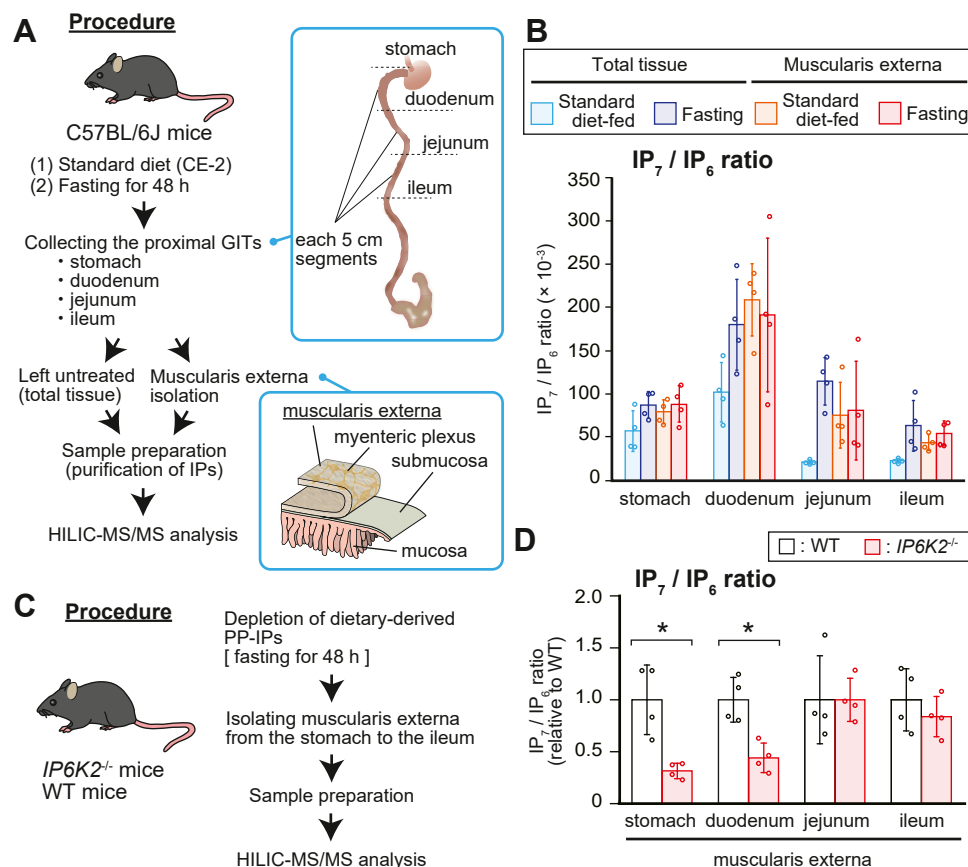 A
Procedure
C57BL/6J mice
(1) Standard diet (CE-2)
(2) Fasting for 48 h
Collecting the proximal GITs
・stomach
・duodenum
・jejunum
・ileum
Left untreated
(total tissue)
Muscularis externa
isolation
Sample preparation
(purification of IPs)
HILIC-MS/MS analysis
stomach
duodenum
jejunum
ileum
each 5 cm
segments
muscularis externa
myenteric plexus
submucosa
mucosa
B
Total tissue
Muscularis externa
Standard
diet-fed
Fasting
Standard
diet-fed
Fasting
IP₇ / IP₆ ratio
IP₇ / IP₆ ratio (× 10⁻³)
350
300
250
200
150
100
50
0
stomach duodenum jejunum ileum
C
Procedure
IP6K2⁻/⁻ mice
WT mice
Depletion of dietary-derived
PP-IPs
[ fasting for 48 h ]
Isolating muscularis externa
from the stomach to the ileum
Sample preparation
HILIC-MS/MS analysis
D
: WT : IP6K2⁻/⁻
IP₇ / IP₆ ratio
IP₇ / IP₆ ratio
(relative to WT)
2.0
1.5
1.0
0.5
0
* *
stomach duodenum jejunum ileum
muscularis externa